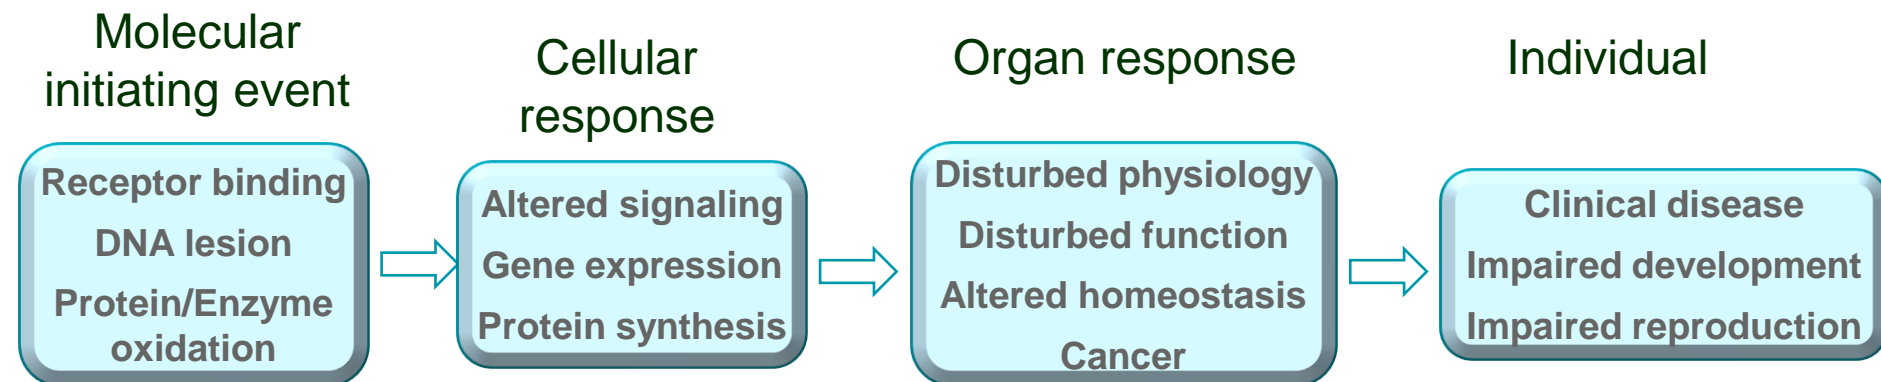 Molecular
initiating event
Receptor binding
DNA lesion
Protein/Enzyme
oxidation
Cellular
response
Altered signaling
Gene expression
Protein synthesis
Organ response
Disturbed physiology
Disturbed function
Altered homeostasis
Cancer
Individual
Clinical disease
Impaired development
Impaired reproduction